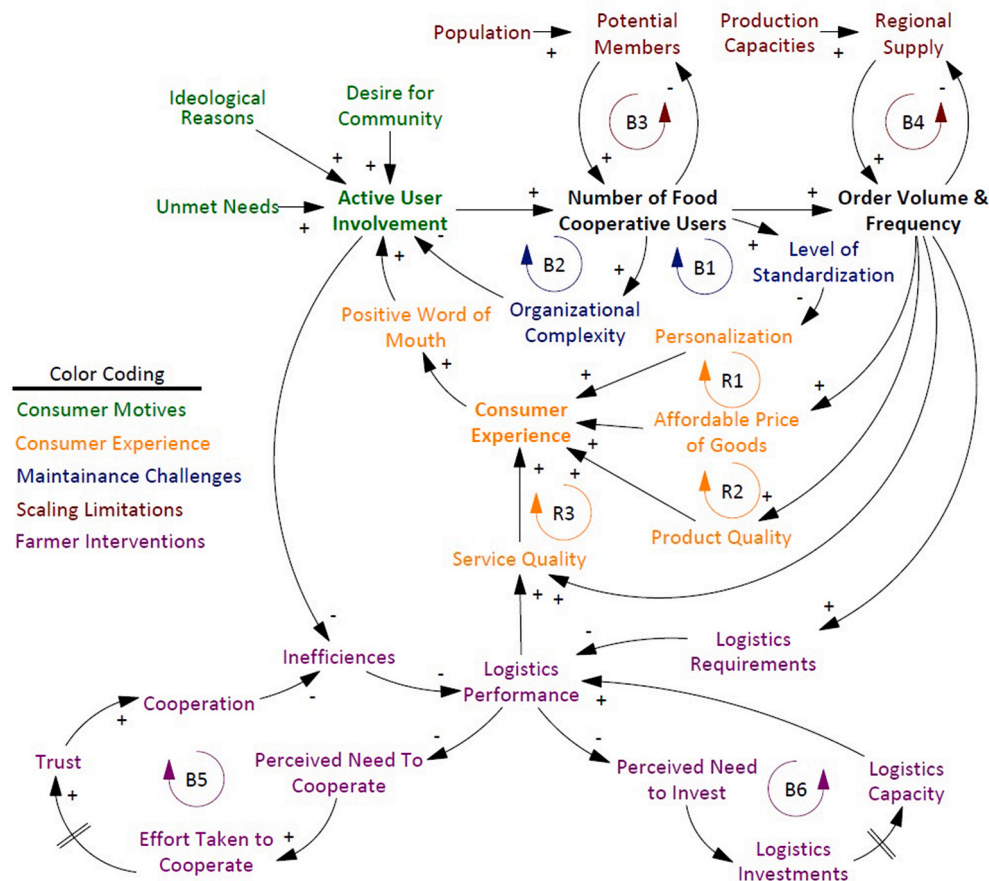 Population
+
Potential
Members
Production
Capacities
+
Regional
Supply
Ideological
Reasons
Desire for
Community
-
B3
-
B4
+
+
+
+
Unmet Needs
+
Active User
Involvement
+
Number of Food
Cooperative Users
+
Order Volume &
Frequency
-
+
B2
+
B1
+
Level of
Standardization
-
Positive Word of
Mouth
Organizational
Complexity
Personalization
+
+
R1
+
Color Coding
Consumer Motives
Consumer Experience
Maintainance Challenges
Scaling Limitations
Farmer Interventions
Consumer
Experience
Affordable Price
of Goods
+
+
+
R2
+
R3
Product Quality
Service Quality
+
+
+
-
-
Inefficiences
Logistics
Requirements
-
Logistics
Performance
+
Cooperation
-
+
-
-
Trust
+
B5
Perceived Need To
Cooperate
Perceived Need
to Invest
B6
Logistics
Capacity
+
Effort Taken to
Cooperate
Logistics
Investments